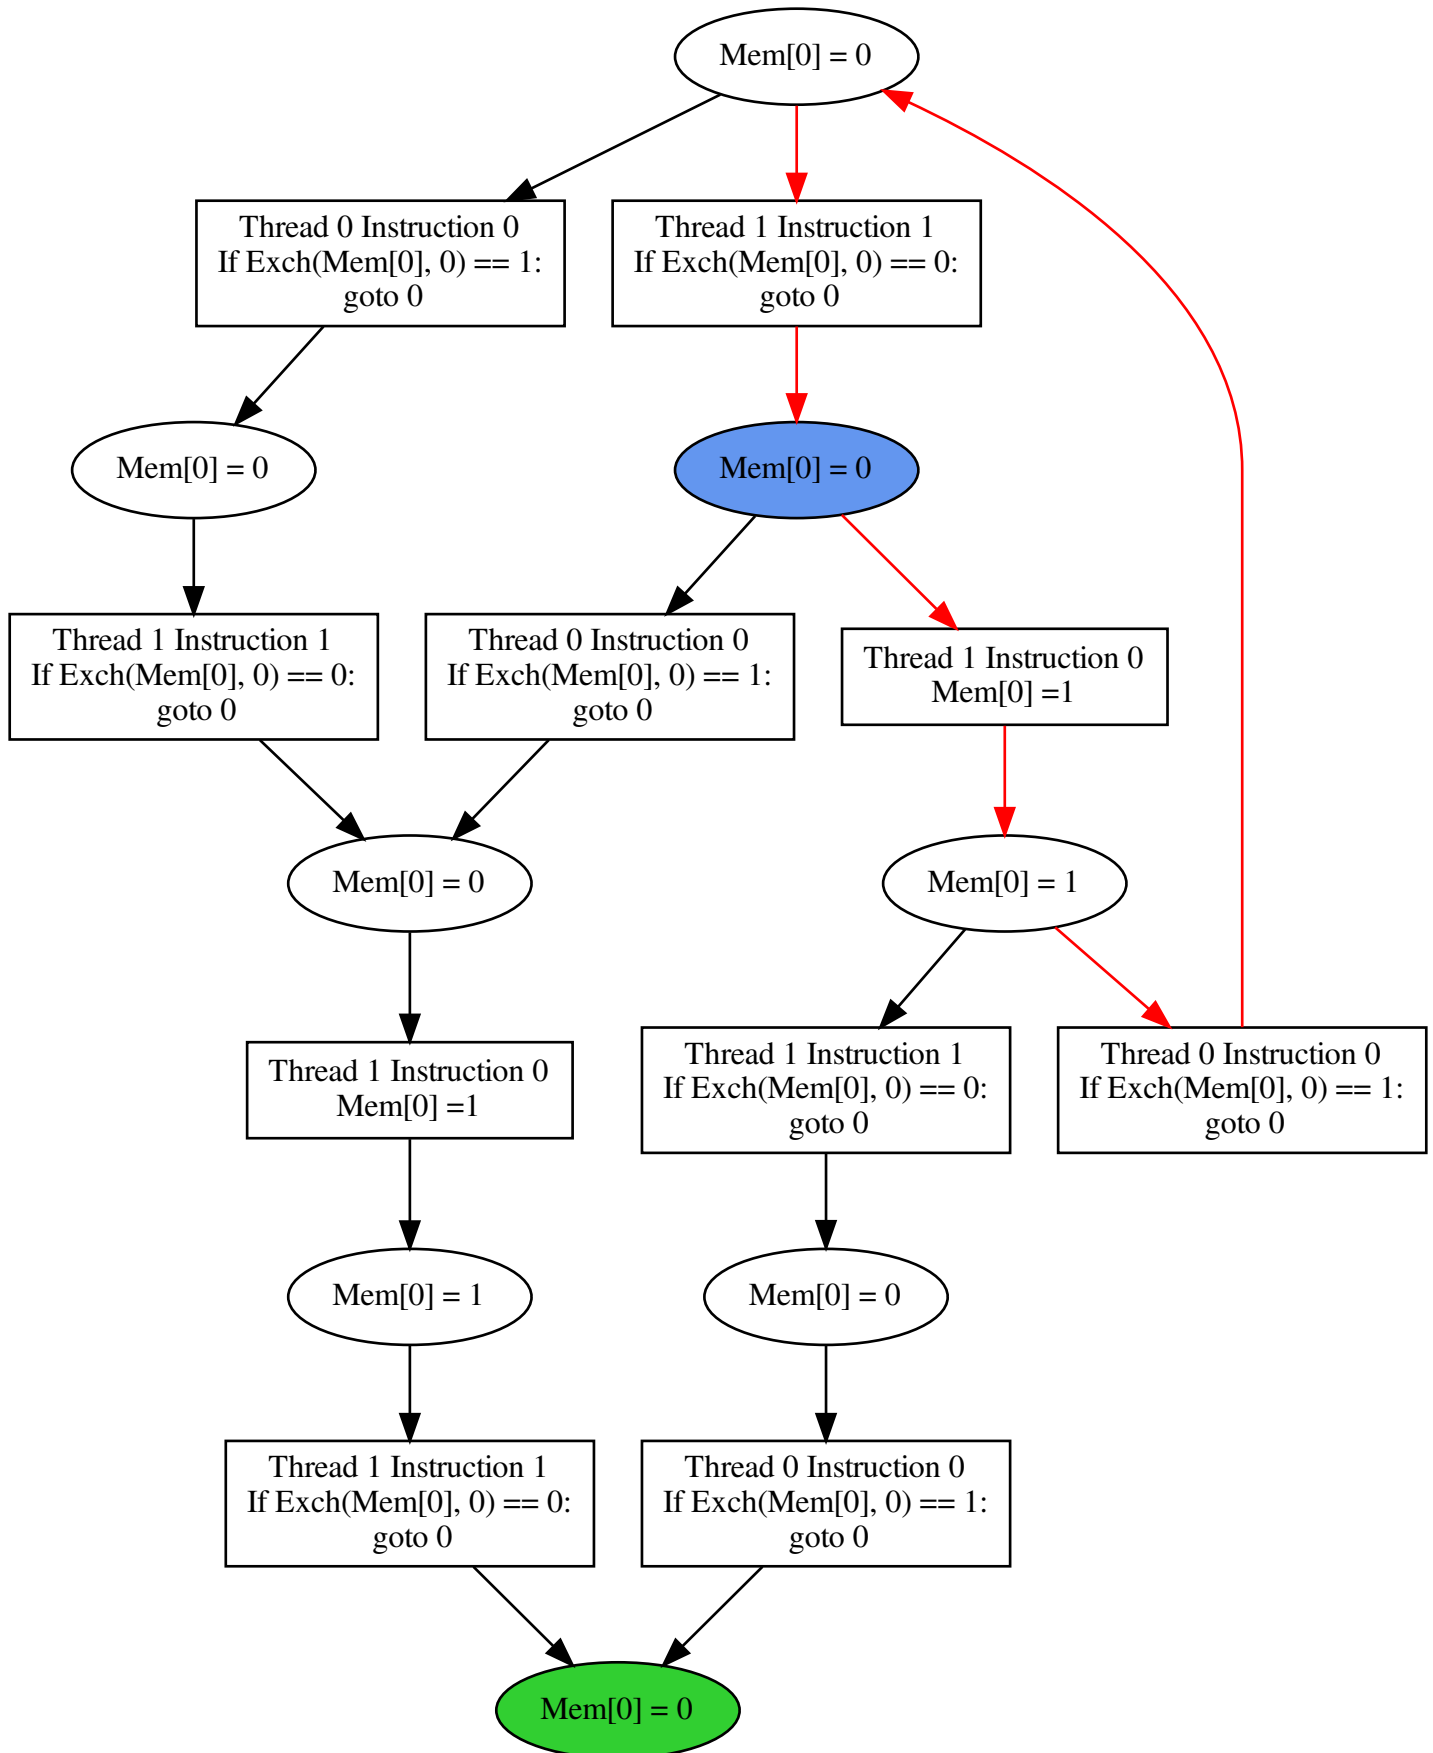 Mem[0] = 0
Thread 0 Instruction 0
If Exch(Mem[0], 0) == 1:
goto 0
Thread 1 Instruction 1
If Exch(Mem[0], 0) == 0:
goto 0
Mem[0] = 0
Mem[0] = 0
Thread 1 Instruction 1
If Exch(Mem[0], 0) == 0:
goto 0
Thread 0 Instruction 0
If Exch(Mem[0], 0) == 1:
goto 0
Thread 1 Instruction 0
Mem[0] =1
Mem[0] = 0
Mem[0] = 1
Thread 1 Instruction 0
Mem[0] =1
Thread 1 Instruction 1
If Exch(Mem[0], 0) == 0:
goto 0
Thread 0 Instruction 0
If Exch(Mem[0], 0) == 1:
goto 0
Mem[0] = 1
Mem[0] = 0
Thread 1 Instruction 1
If Exch(Mem[0], 0) == 0:
goto 0
Thread 0 Instruction 0
If Exch(Mem[0], 0) == 1:
goto 0
Mem[0] = 0